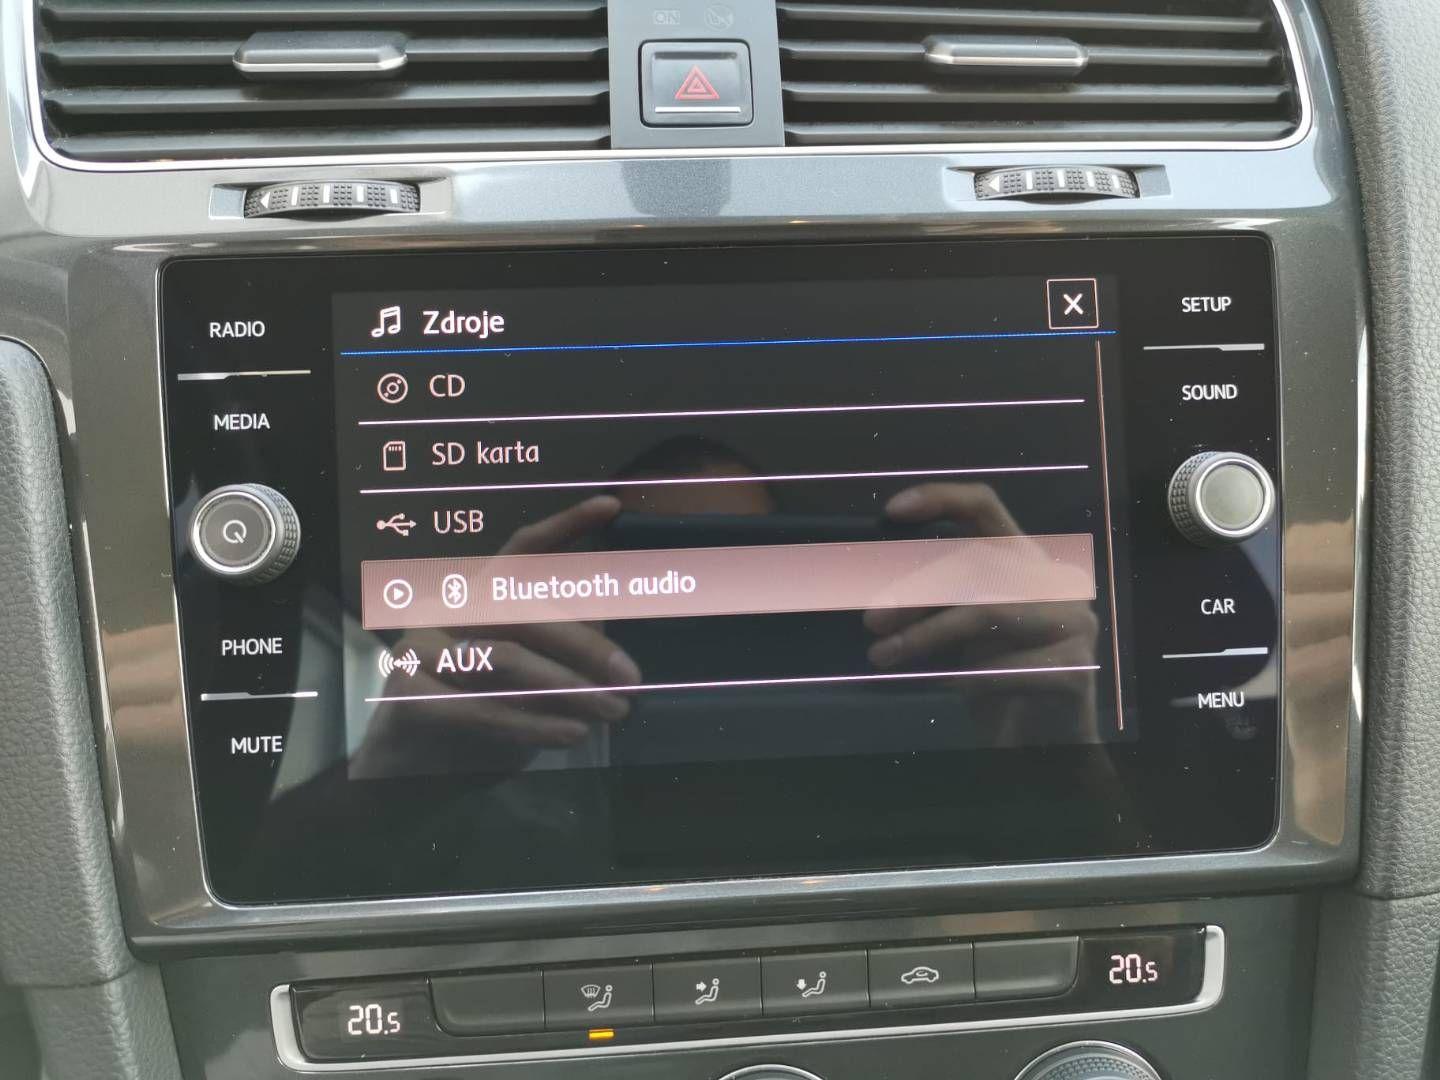 ON
RADIO
MEDIA
PHONE
MUTE
Zdroje
X
CD
SD karta
USB
Bluetooth audio
AUX
SETUP
SOUND
CAR
MENU
20.5
20.5